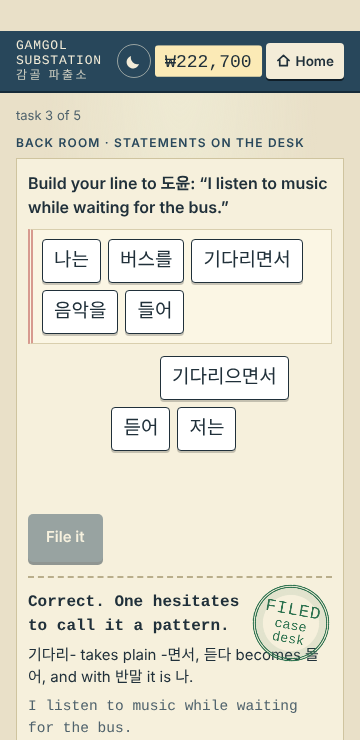 GAMGOL
SUBSTATION
감골 파출소
₩222,700
Home
task 3 of 5
BACK ROOM · STATEMENTS ON THE DESK
Build your line to 도윤: “I listen to music
while waiting for the bus.”
나는 버스를 기다리면서
음악을 들어
기다리으면서
듣어 저는
File it
Correct. One hesitates
to call it a pattern.
FILED
case
desk
기다리- takes plain -면서, 듣다 becomes 들
어, and with 반말 it is 나.
I listen to music while waiting
for the bus.